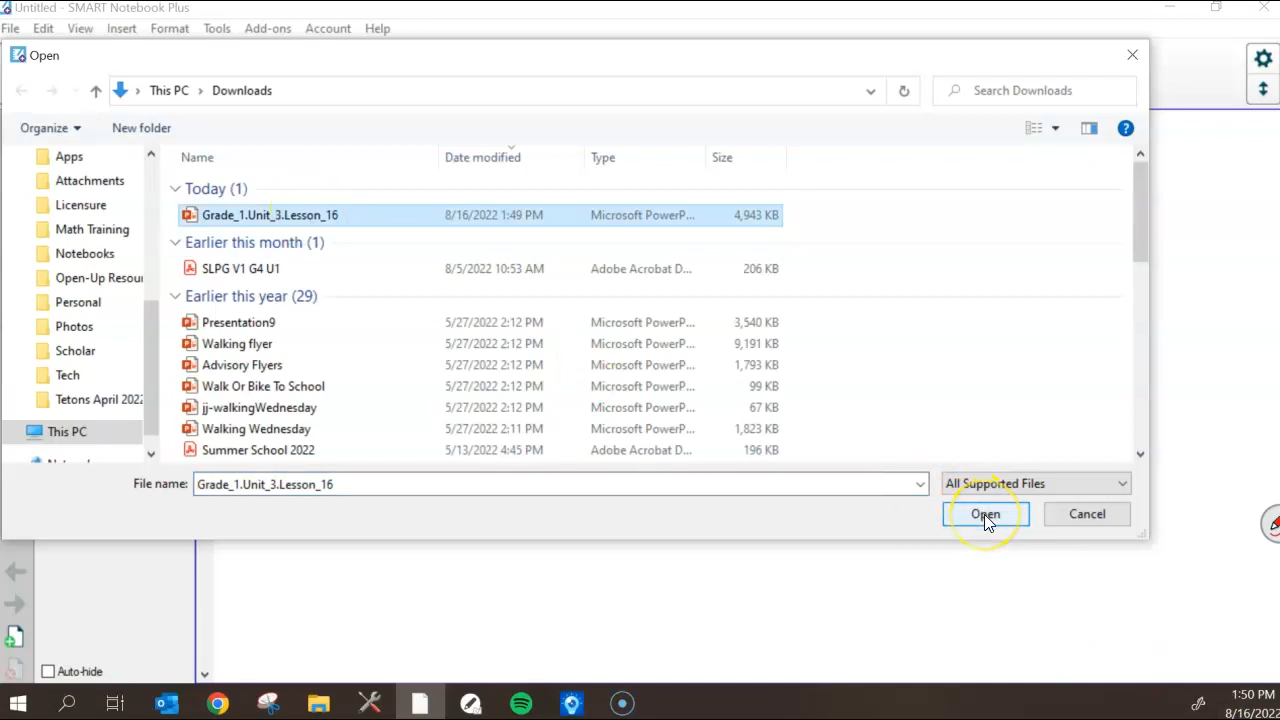 Untitled - SMART Notebook Plus
File Edit View Insert Format Tools Add-ons Account Help
Open
This PC > Downloads
Search Downloads
Organize New folder
Apps
Attachments
Licensure
Math Training
Notebooks
Open-Up Resou
Personal
Photos
Scholar
Tech
Tetons April 2022
This PC
Name Date modified Type Size
Today (1)
Grade_1.Unit_3.Lesson_16 8/16/2022 1:49 PM Microsoft PowerP... 4,943 KB
Earlier this month (1)
SLPG V1 G4 U1 8/5/2022 10:53 AM Adobe Acrobat D... 206 KB
Earlier this year (29)
Presentation9 5/27/2022 2:12 PM Microsoft PowerP... 3,540 KB
Walking flyer 5/27/2022 2:12 PM Microsoft PowerP... 9,191 KB
Advisory Flyers 5/27/2022 2:12 PM Microsoft PowerP... 1,793 KB
Walk Or Bike To School 5/27/2022 2:12 PM Microsoft PowerP... 99 KB
jj-walkingWednesday 5/27/2022 2:12 PM Microsoft PowerP... 67 KB
Walking Wednesday 5/27/2022 2:11 PM Microsoft PowerP... 1,823 KB
Summer School 2022 5/13/2022 4:45 PM Adobe Acrobat D... 196 KB
File name: Grade_1.Unit_3.Lesson_16 All Supported Files
Open Cancel
Auto-hide
1:50 PM
8/16/2022